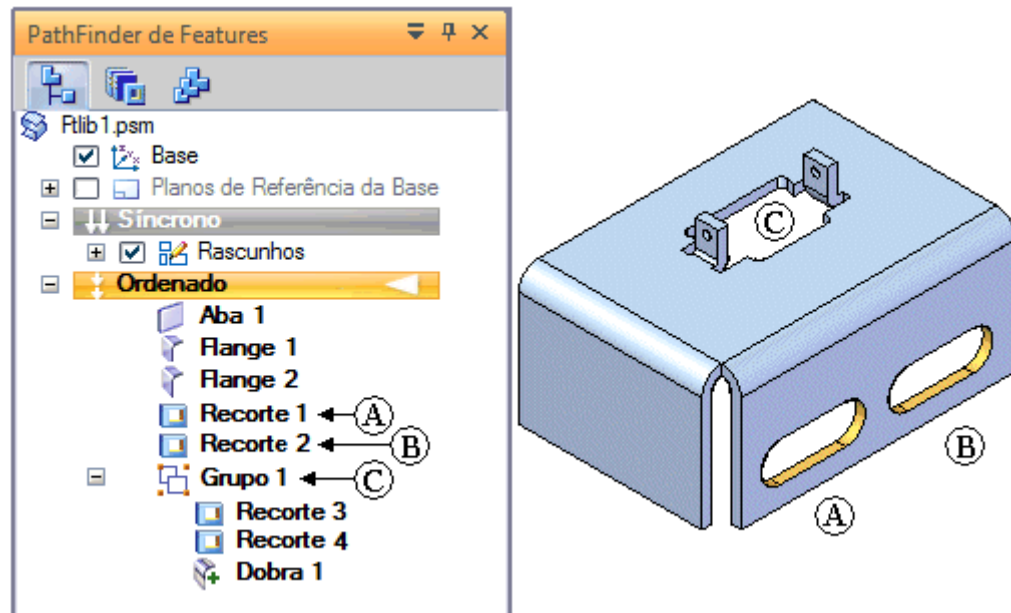 PathFinder de Features
Ftlib1.psm
Base
Planos de Referência da Base
Síncrono
Rascunhos
Ordenado
Aba 1
Flange 1
Flange 2
Recorte 1 A
Recorte 2 B
Grupo 1 C
Recorte 3
Recorte 4
Dobra 1
C
B
A